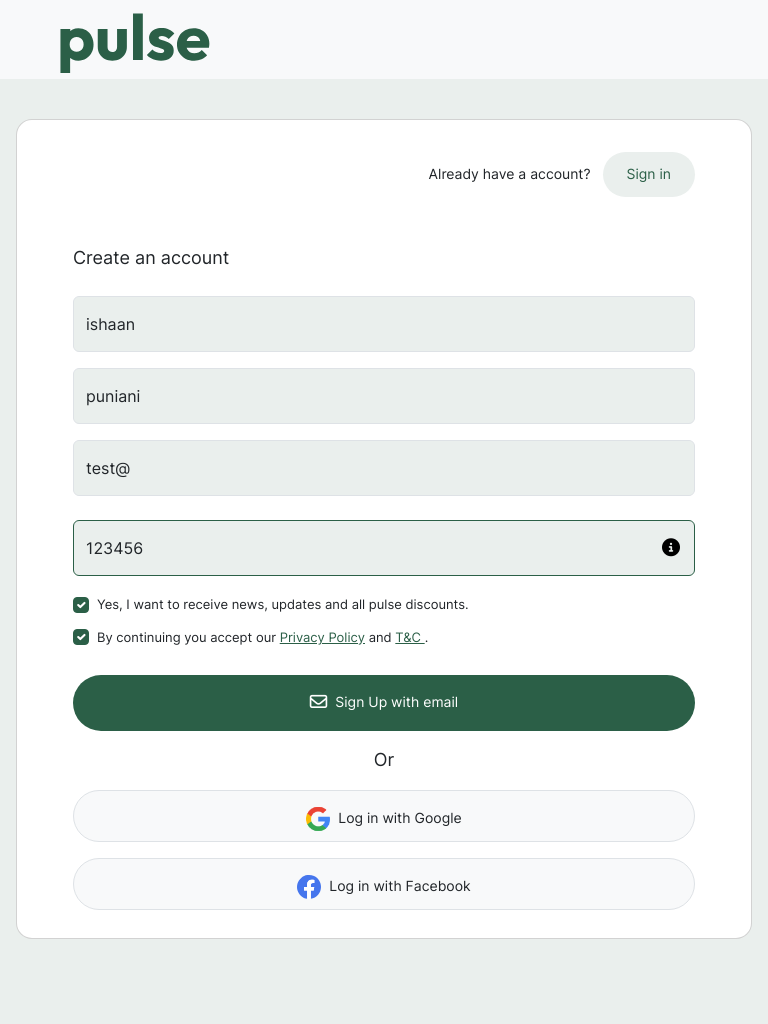 pulse
Already have a account? Sign in
Create an account
ishaan
puniani
test@
123456
Yes, I want to receive news, updates and all pulse discounts.
By continuing you accept our Privacy Policy and T&C .
Sign Up with email
Or
Log in with Google
Log in with Facebook